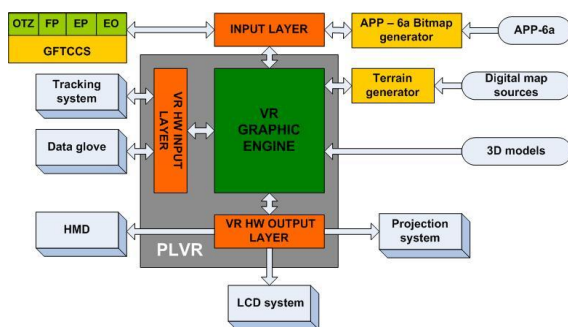 OTZ FP EP EO
GFTCCS
INPUT LAYER
APP – 6a Bitmap
generator
APP-6a
Tracking
system
VR HW INPUT
LAYER
VR
GRAPHIC
ENGINE
Terrain
generator
Digital map
sources
Data glove
3D models
HMD
VR HW OUTPUT
LAYER
Projection
system
PLVR
LCD system